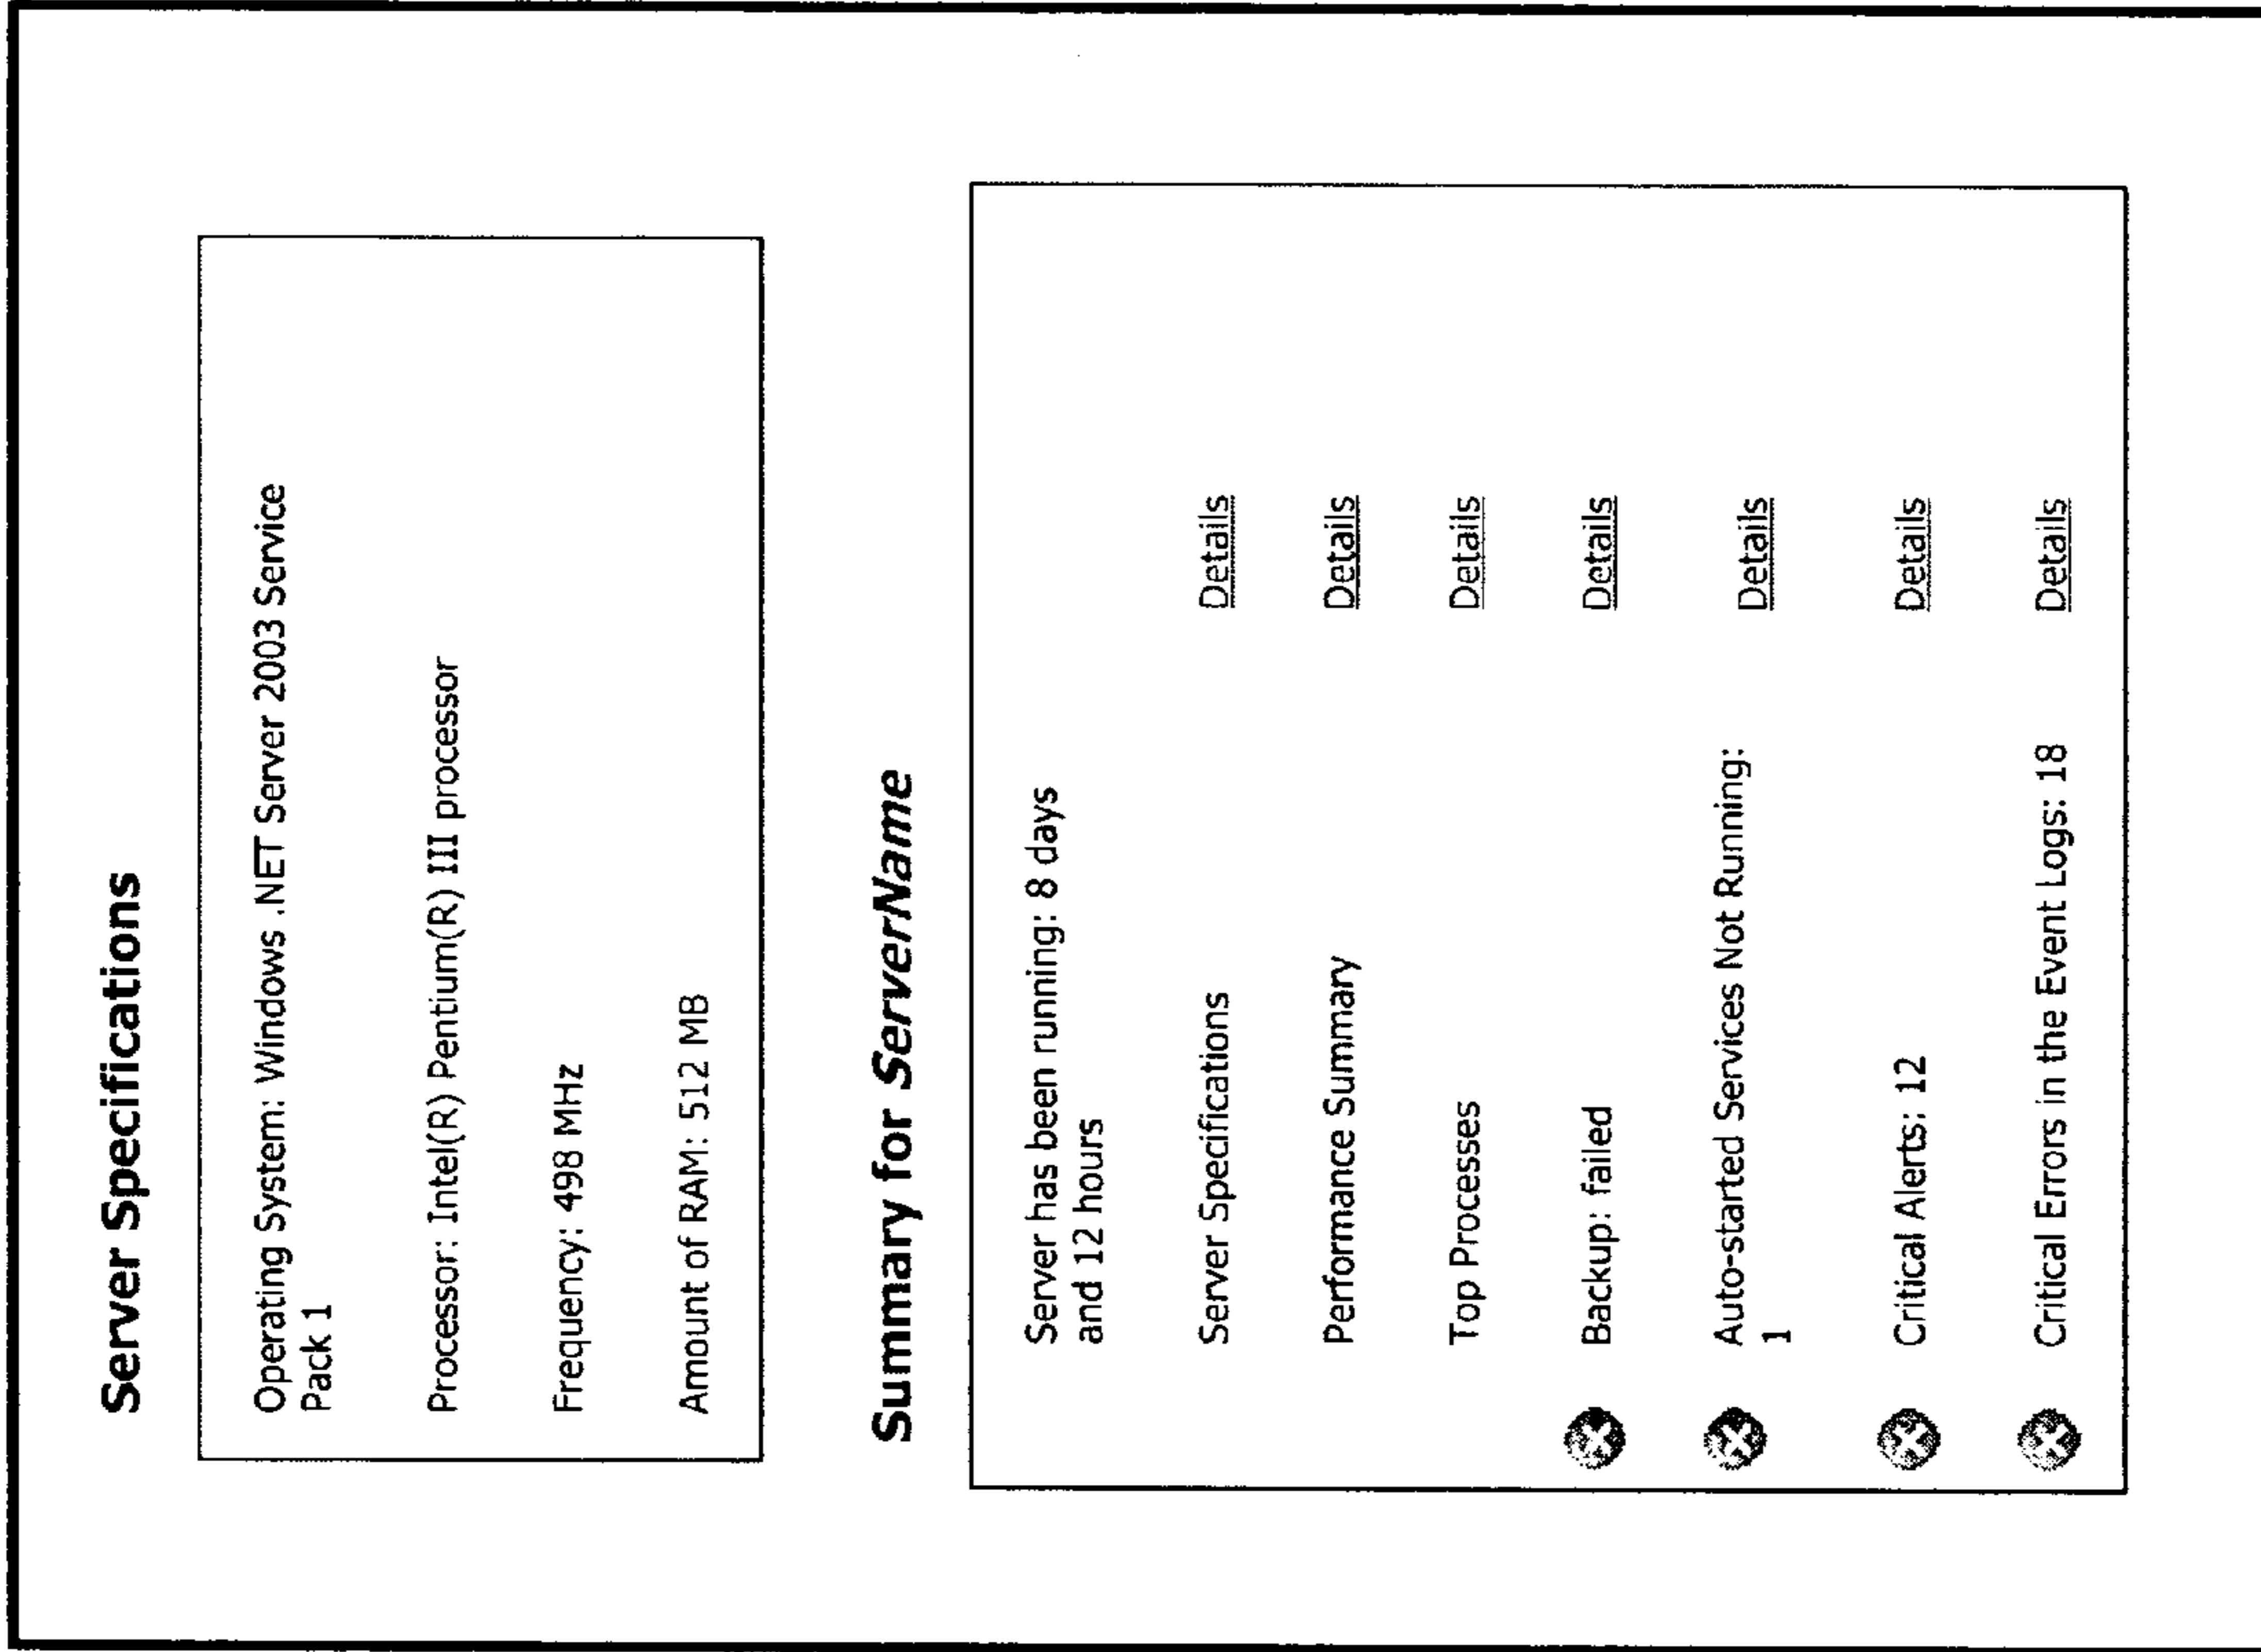 Server Specifications
Operating System: Windows .NET Server 2003 Service
Pack 1
Processor: Intel(R) Pentium(R) III processor
Frequency: 498 MHz
Amount of RAM: 512 MB
Summary for ServerName
Server has been running: 8 days
and 12 hours
Server Specifications Details
Performance Summary Details
Top Processes Details
Backup: failed Details
Auto-started Services Not Running: Details
1
Critical Alerts: 12 Details
Critical Errors in the Event Logs: 18 Details